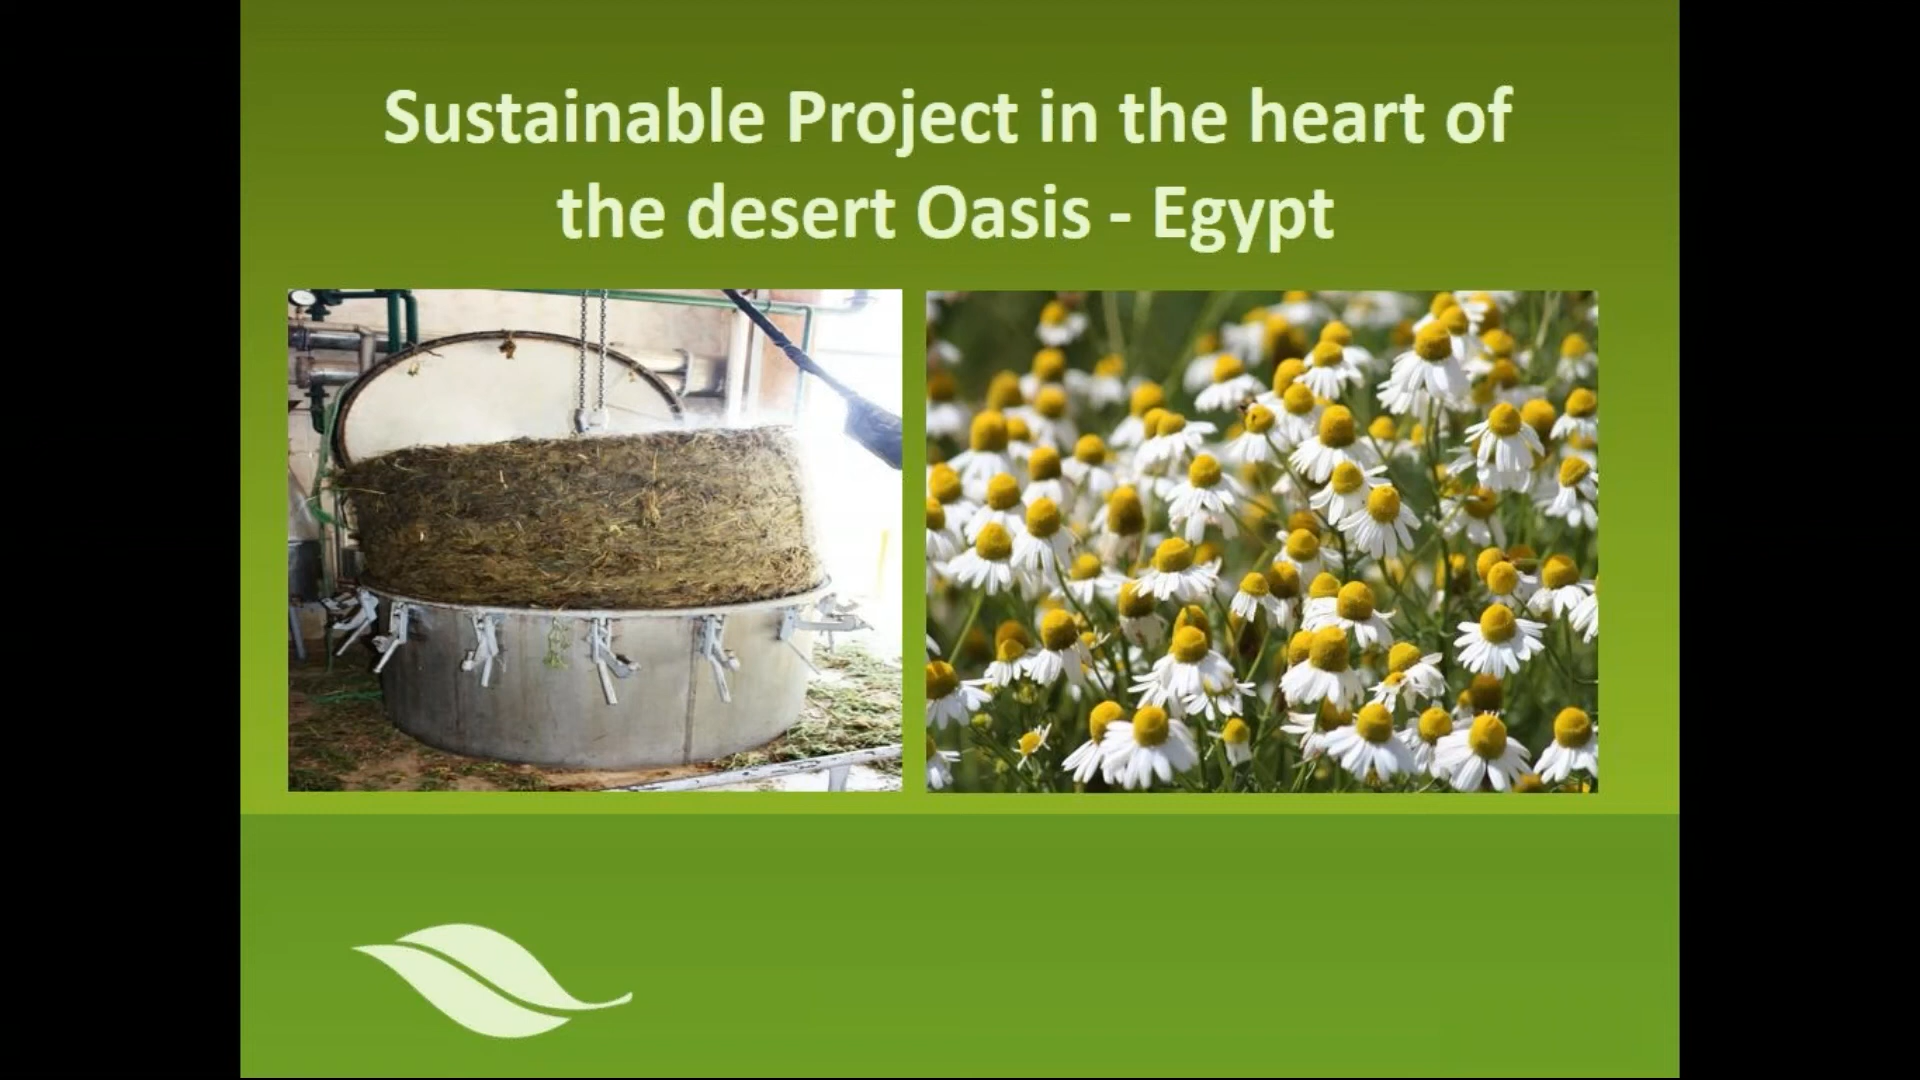 Sustainable Project in the heart of
the desert Oasis - Egypt